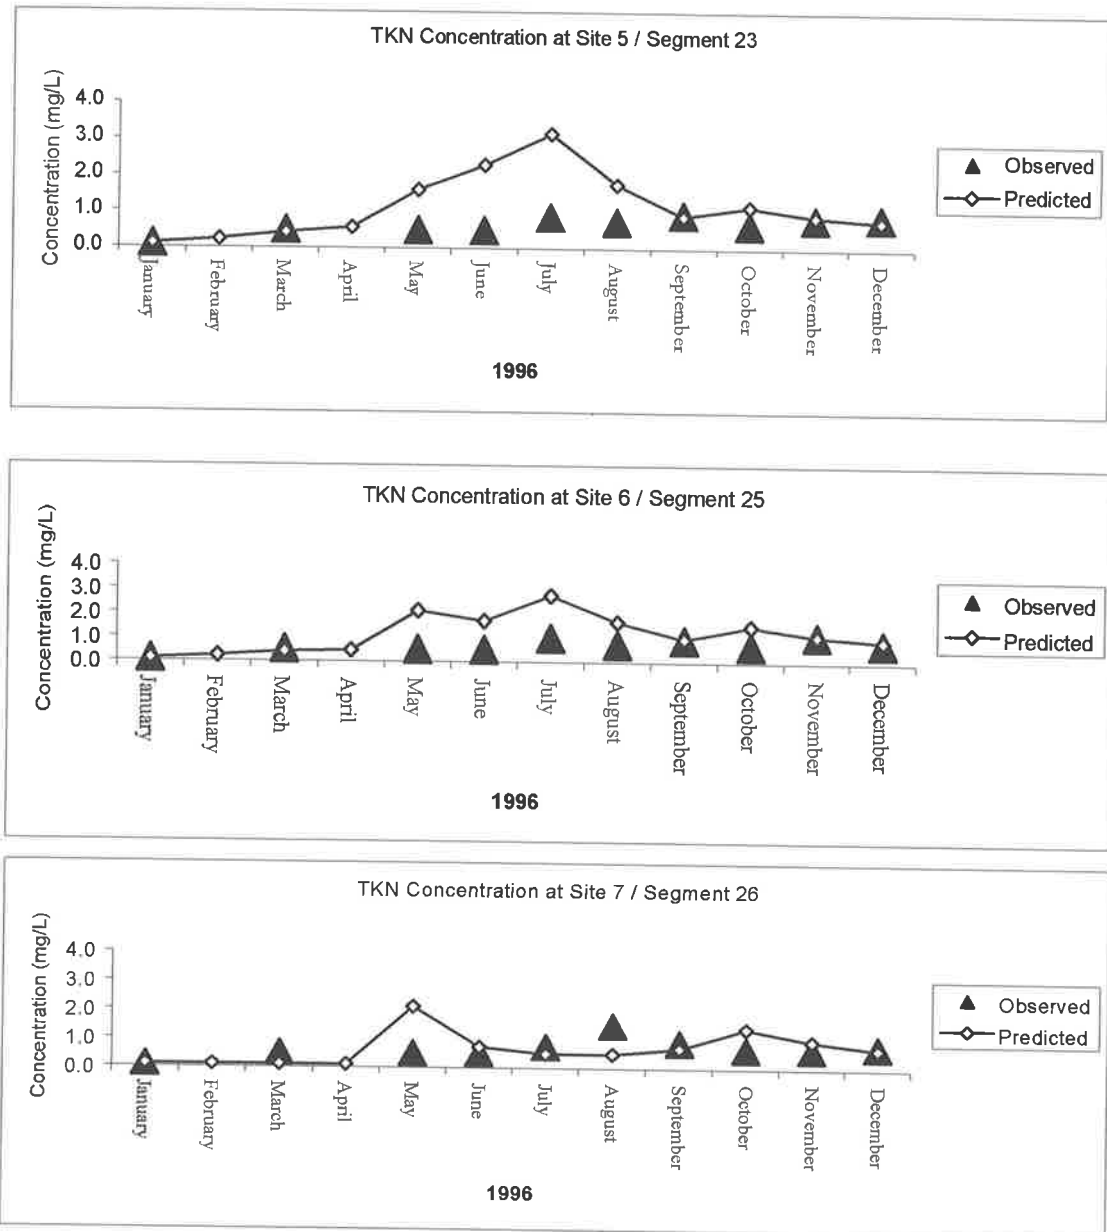 TKN Concentration at Site 5 / Segment 23
Concentration (mg/L)
4.0
3.0
2.0
1.0
0.0
January
February
March
April
May
June
July
August
September
October
November
December
1996
Observed
Predicted
TKN Concentration at Site 6 / Segment 25
Concentration (mg/L)
4.0
3.0
2.0
1.0
0.0
January
February
March
April
May
June
July
August
September
October
November
December
1996
Observed
Predicted
TKN Concentration at Site 7 / Segment 26
Concentration (mg/L)
4.0
3.0
2.0
1.0
0.0
January
February
March
April
May
June
July
August
September
October
November
December
1996
Observed
Predicted